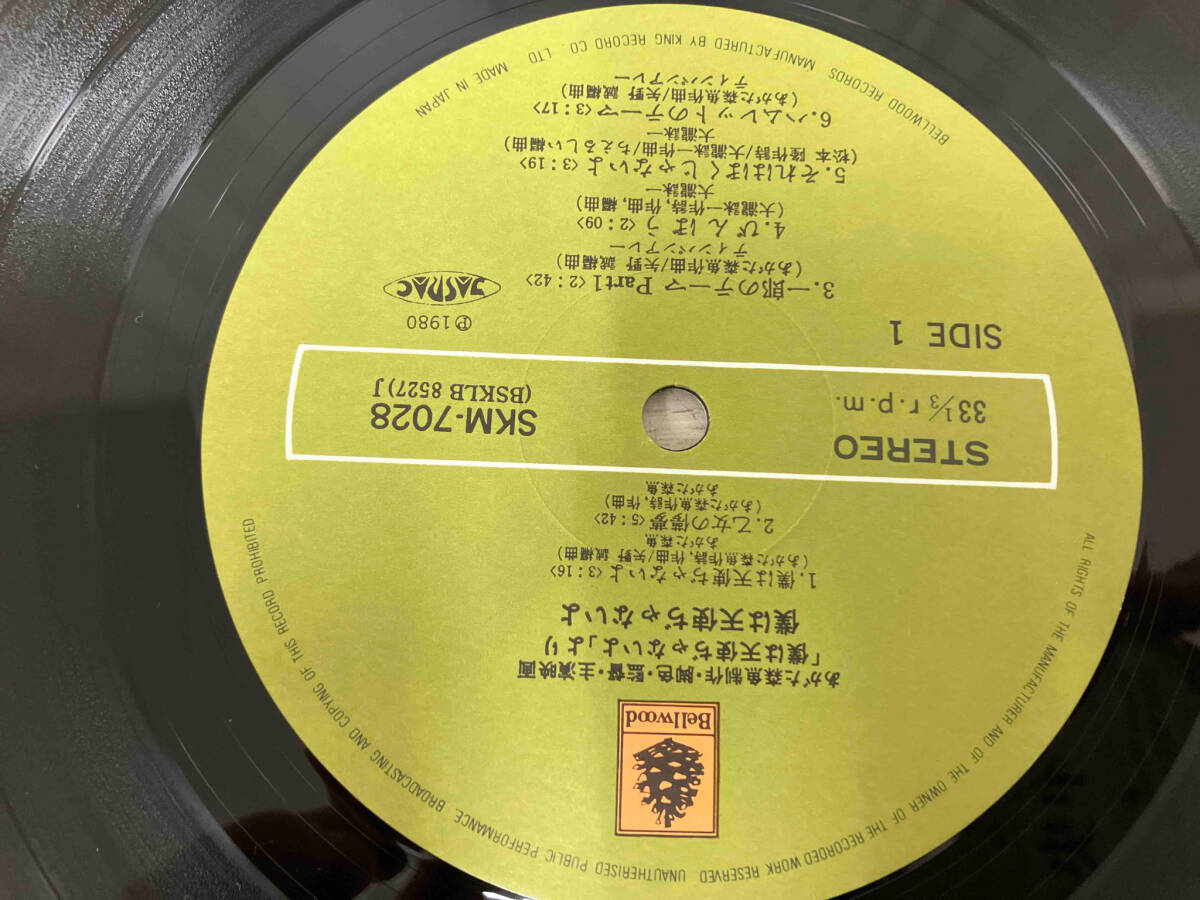 Bellwood
あがた森魚制作・脚色・監督・主演映画
「僕は天使ぢゃないよ」より
僕は天使ぢゃないよ
1.僕は天使ぢゃないよ〈3:16〉
(あがた森魚作詩,作曲/矢野 誠編曲)
あがた森魚
2.乙女の儚夢〈5:42〉
(あがた森魚作詩,作曲)
あがた森魚
STEREO
33 1/3 r.p.m.
SKM-7028
(BSKLB 8527)J
SIDE 1
℗1980
JASRAC
3.一郎のテーマ Part1〈2:42〉
(あがた森魚作曲/矢野 誠編曲)
ティンパンアレー
4.びんぼう〈2:09〉
(大瀧詠一作詩,作曲,編曲)
大瀧詠一
5.それはぼくじゃないよ〈3:19〉
(松本 隆作詩/大瀧詠一作曲/ちぇるしい編曲)
大瀧詠一
6.ハムレットのテーマ〈3:17〉
(あがた森魚作曲/矢野 誠編曲)
ティンパンアレー
ALL RIGHTS OF THE MANUFACTURER AND OF THE OWNER OF THE RECORDED WORK RESERVED UNAUTHORISED PUBLIC PERFORMANCE, BROADCASTING AND COPYING OF THIS RECORD PROHIBITED
BELLWOOD RECORDS MANUFACTURED BY KING RECORD CO., LTD MADE IN JAPAN